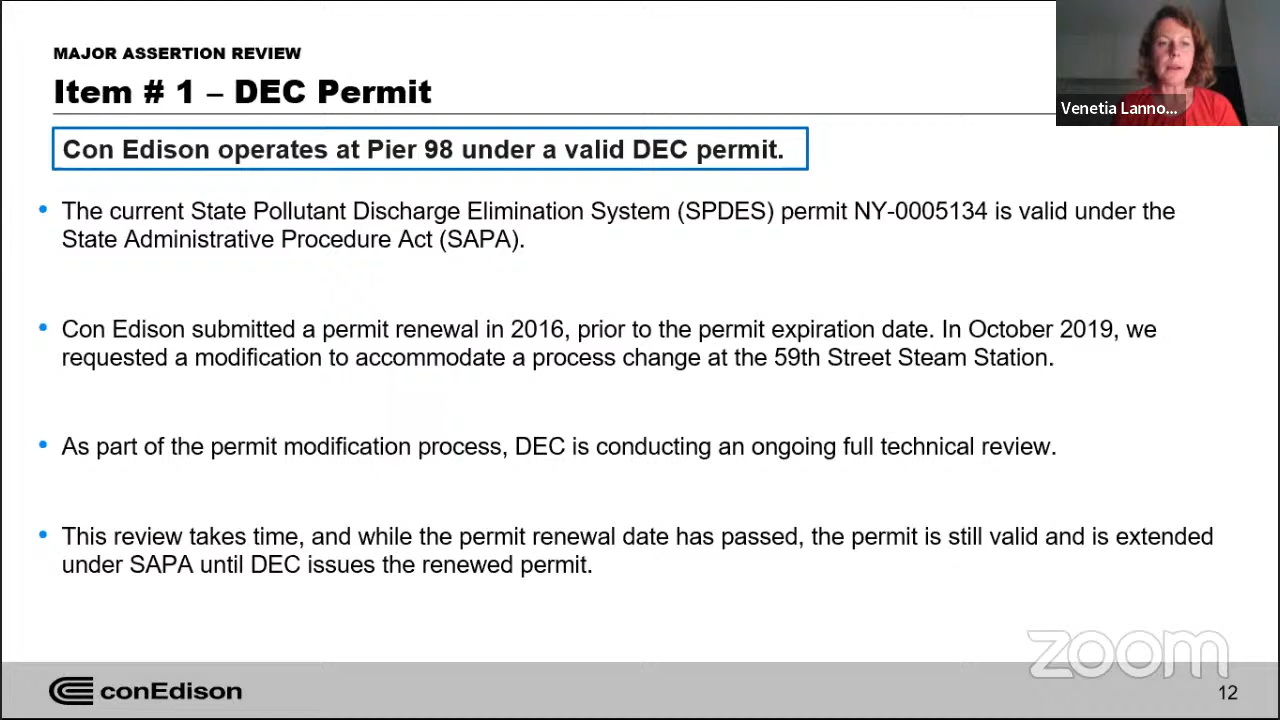 MAJOR ASSERTION REVIEW
Item # 1 – DEC Permit
Venetia Lanno...
Con Edison operates at Pier 98 under a valid DEC permit.
• The current State Pollutant Discharge Elimination System (SPDES) permit NY-0005134 is valid under the
State Administrative Procedure Act (SAPA).
• Con Edison submitted a permit renewal in 2016, prior to the permit expiration date. In October 2019, we
requested a modification to accommodate a process change at the 59th Street Steam Station.
• As part of the permit modification process, DEC is conducting an ongoing full technical review.
• This review takes time, and while the permit renewal date has passed, the permit is still valid and is extended
under SAPA until DEC issues the renewed permit.
zoom
conEdison
12